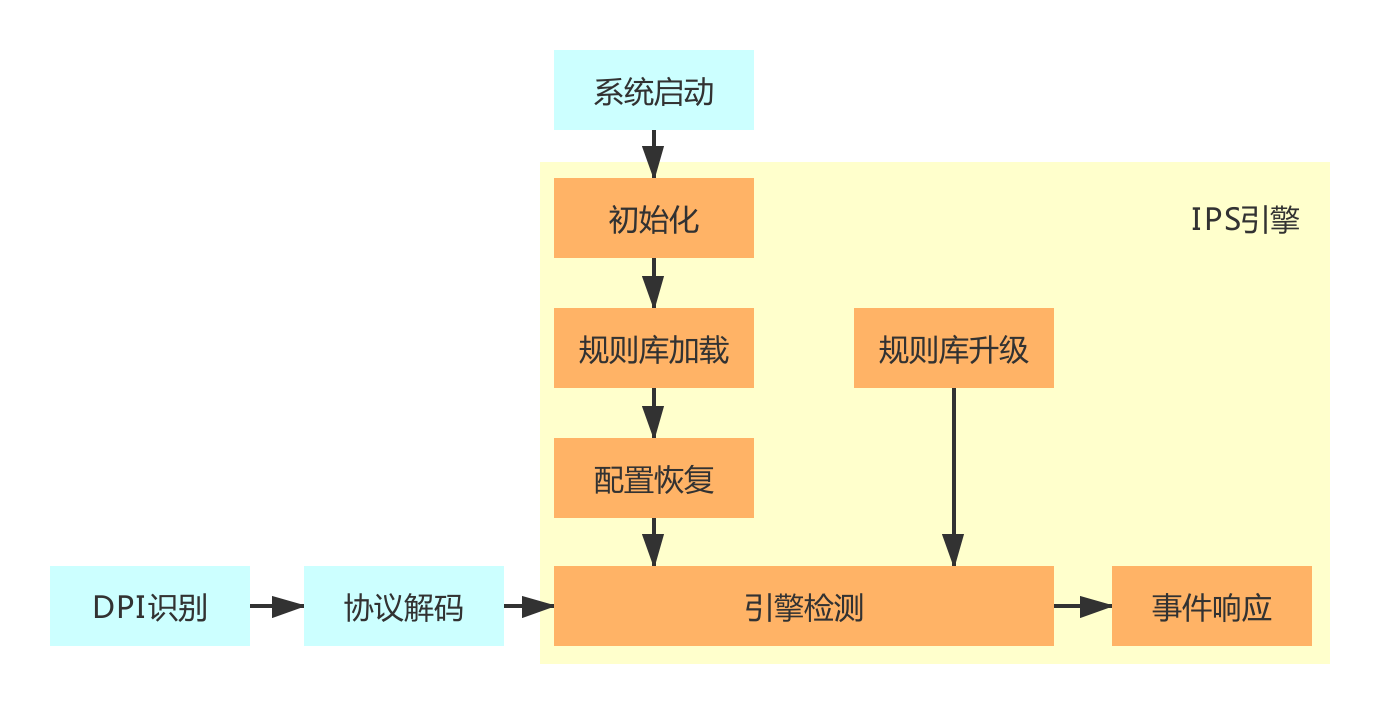 系统启动
初始化
IPS引擎
规则库加载
规则库升级
配置恢复
DPI识别
协议解码
引擎检测
事件响应